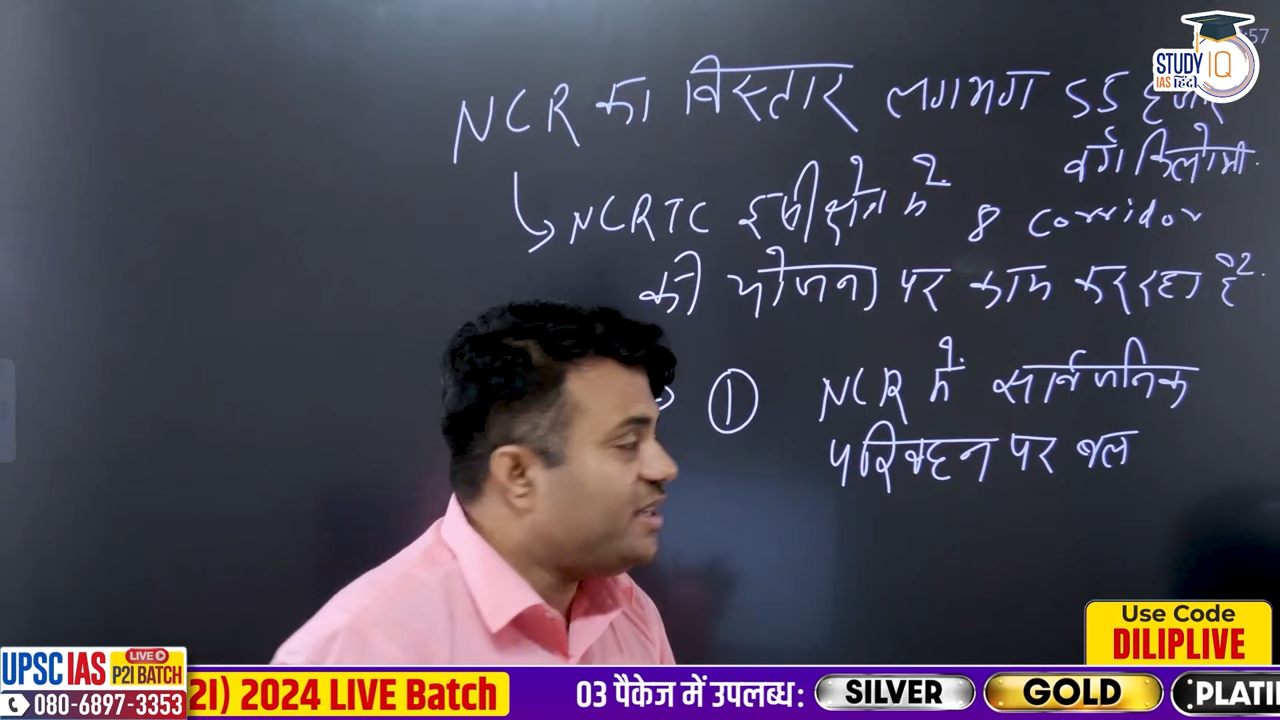 :57
STUDY IQ
IAS हिंदी
NCR का विस्तार लगभग 55 हजार
वर्ग किलोमी.
NCRTC इसी क्षेत्र में 8 corridor
की योजना पर काम कर रहा है.
① NCR में सार्वजनिक
परिवहन पर बल
Use Code
DILIPLIVE
UPSC IAS LIVE
P2I BATCH
080-6897-3353
2I) 2024 LIVE Batch
03 पैकेज में उपलब्ध: SILVER GOLD PLATI